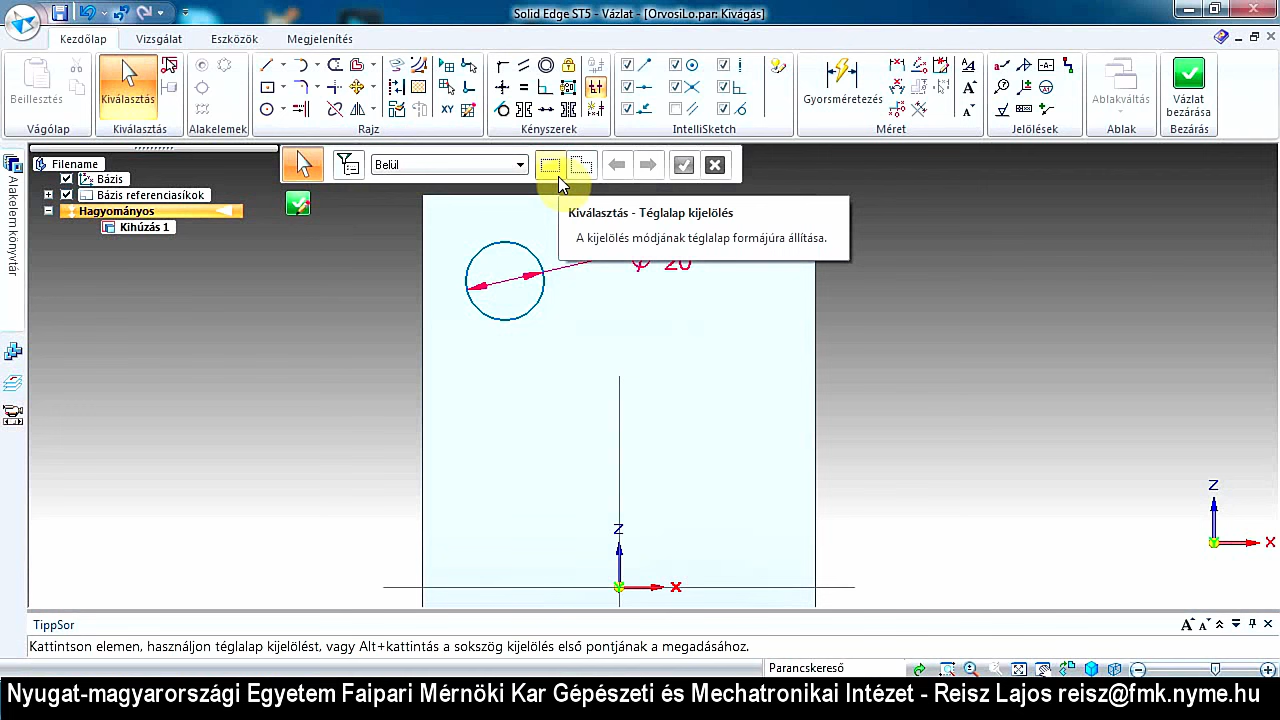 Solid Edge ST5 - Vázlat - [OrvosiLo.par: Kivágás]
Kezdőlap
Vizsgálat
Eszközök
Megjelenítés
Beillesztés
Kiválasztás
XY
Gyorsméretezés
Ablakváltás
Vázlat bezárása
Vágólap
Kiválasztás
Alakelemek
Rajz
Kényszerek
IntelliSketch
Méret
Jelölések
Ablak
Bezárás
Filename
Bázis
Bázis referenciasíkok
Hagyományos
Kihúzás 1
Alakelem könyvtár
Belül
Kiválasztás - Téglalap kijelölés
A kijelölés módjának téglalap formájúra állítása.
φ 20
Z
X
Z
X
TippSor
Kattintson elemen, használjon téglalap kijelölést, vagy Alt+kattintás a sokszög kijelölés első pontjának a megadásához.
Parancskereső
Nyugat-magyarországi Egyetem Faipari Mérnöki Kar Gépészeti és Mechatronikai Intézet - Reisz Lajos reisz@fmk.nyme.hu